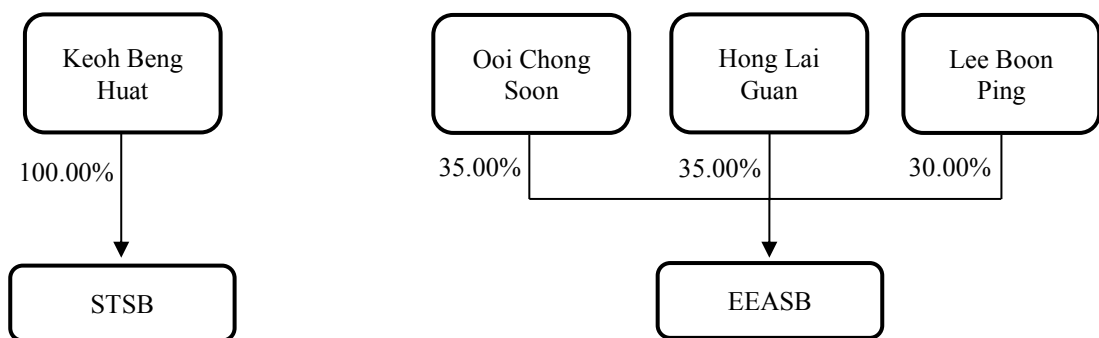 Keoh Beng
Huat
Ooi Chong
Soon
Hong Lai
Guan
Lee Boon
Ping
100.00%
35.00%
35.00%
30.00%
STSB
EEASB